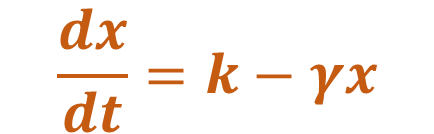 dx/dt = k − γx